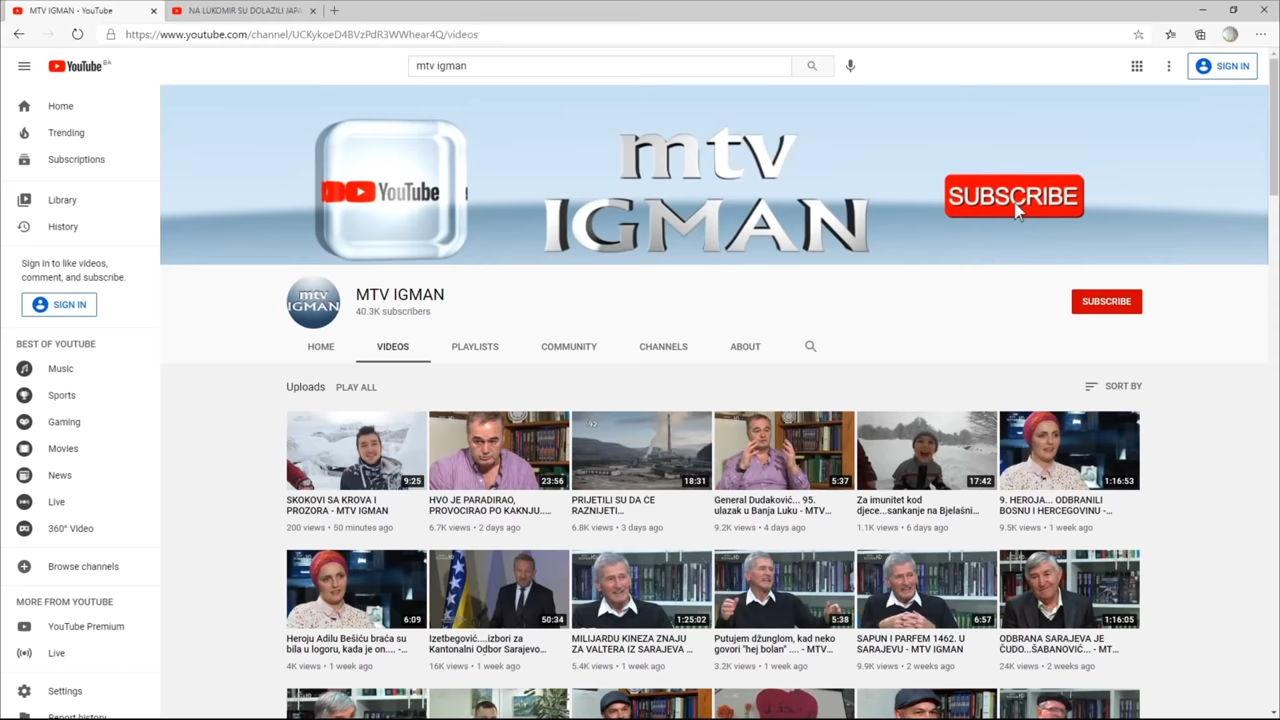 MTV IGMAN - YouTube
NA LUKOMIR SU DOLAZILI JAPA
https://www.youtube.com/channel/UCKykoeD4BVzPdR3WWhear4Q/videos
YouTube BA
mtv igman
SIGN IN
Home
Trending
Subscriptions
Library
History
Sign in to like videos,
comment, and subscribe.
SIGN IN
BEST OF YOUTUBE
Music
Sports
Gaming
Movies
News
Live
360° Video
Browse channels
MORE FROM YOUTUBE
YouTube Premium
Live
Settings
Report history
YouTube
mtv
IGMAN
SUBSCRIBE
mtv
IGMAN
MTV IGMAN
40.3K subscribers
SUBSCRIBE
HOME VIDEOS PLAYLISTS COMMUNITY CHANNELS ABOUT
Uploads PLAY ALL
SORT BY
9:25
SKOKOVI SA KROVA I
PROZORA - MTV IGMAN
200 views • 50 minutes ago
23:56
HVO JE PARADIRAO,
PROVOCIRAO PO KAKNJU....
6.7K views • 2 days ago
18:31
PRIJETILI SU DA ĆE
RAZNIJETI...
6.8K views • 3 days ago
5:37
General Dudaković... 95.
ulazak u Banja Luku - MTV...
9.2K views • 4 days ago
17:42
Za imunitet kod
djece...sankanje na Bjelašni...
1.1K views • 6 days ago
1:16:53
9. HEROJA... ODBRANILI
BOSNU I HERCEGOVINU -...
9.5K views • 1 week ago
6:09
Heroju Adilu Bešiću braća su
bila u logoru, kada je on.... -...
4K views • 1 week ago
50:34
Izetbegović....izbori za
Kantonalni Odbor Sarajevo...
16K views • 1 week ago
1:25:02
MILIJARDU KINEZA ZNAJU
ZA VALTERA IZ SARAJEVA ...
5.4K views • 1 week ago
5:38
Putujem džunglom, kad neko
govori "hej bolan" .... - MTV...
3.2K views • 1 week ago
6:57
SAPUN I PARFEM 1462. U
SARAJEVU - MTV IGMAN
9.9K views • 2 weeks ago
1:16:05
ODBRANA SARAJEVA JE
ČUDO...ŠABANOVIĆ... - MT...
24K views • 2 weeks ago